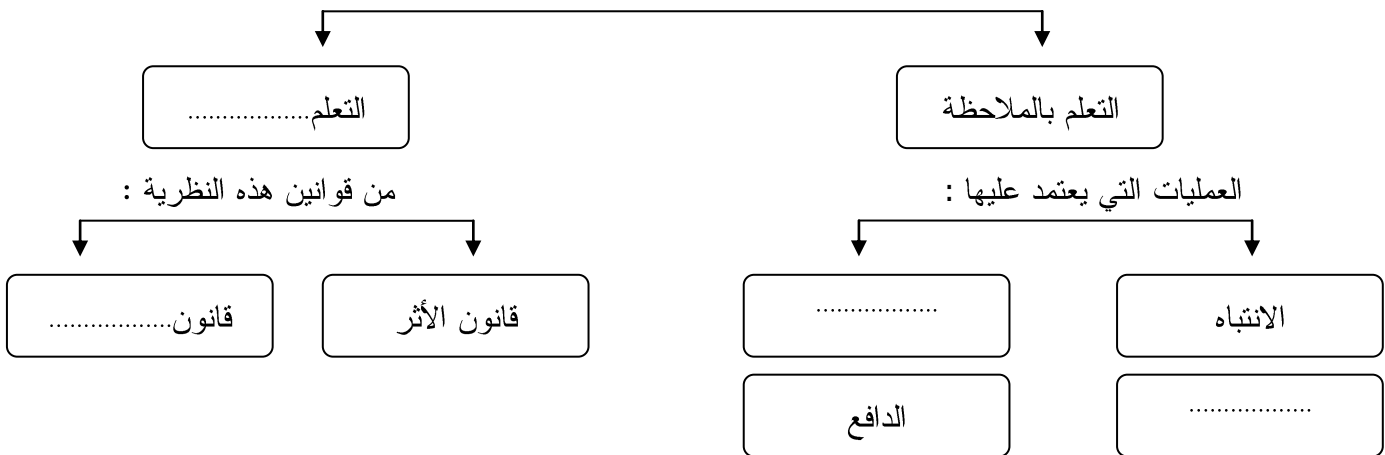 التعلم بالملاحظة
التعلم..................
العمليات التي يعتمد عليها :
من قوانين هذه النظرية :
الانتباه
..................
قانون الأثر
قانون..................
..................
الدافع